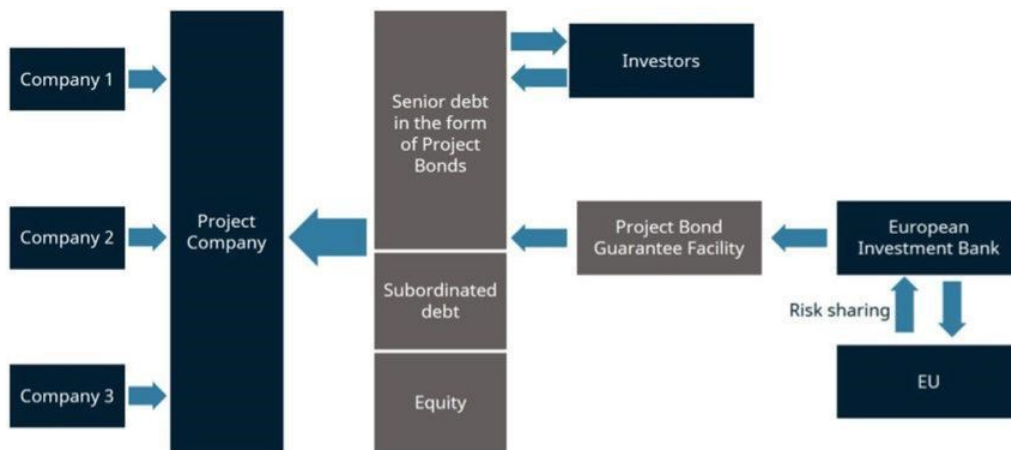 Company 1
Company 2
Company 3
Project
Company
Senior debt
in the form
of Project
Bonds
Subordinated
debt
Equity
Investors
Project Bond
Guarantee Facility
European
Investment Bank
Risk sharing
EU